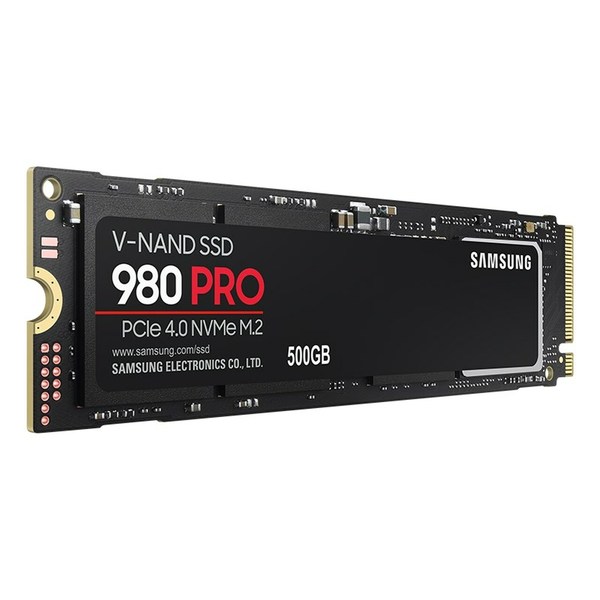 V-NAND SSD
980 PRO
PCIe 4.0 NVMe M.2
www.samsung.com/ssd
SAMSUNG ELECTRONICS CO., LTD.
500GB
SAMSUNG